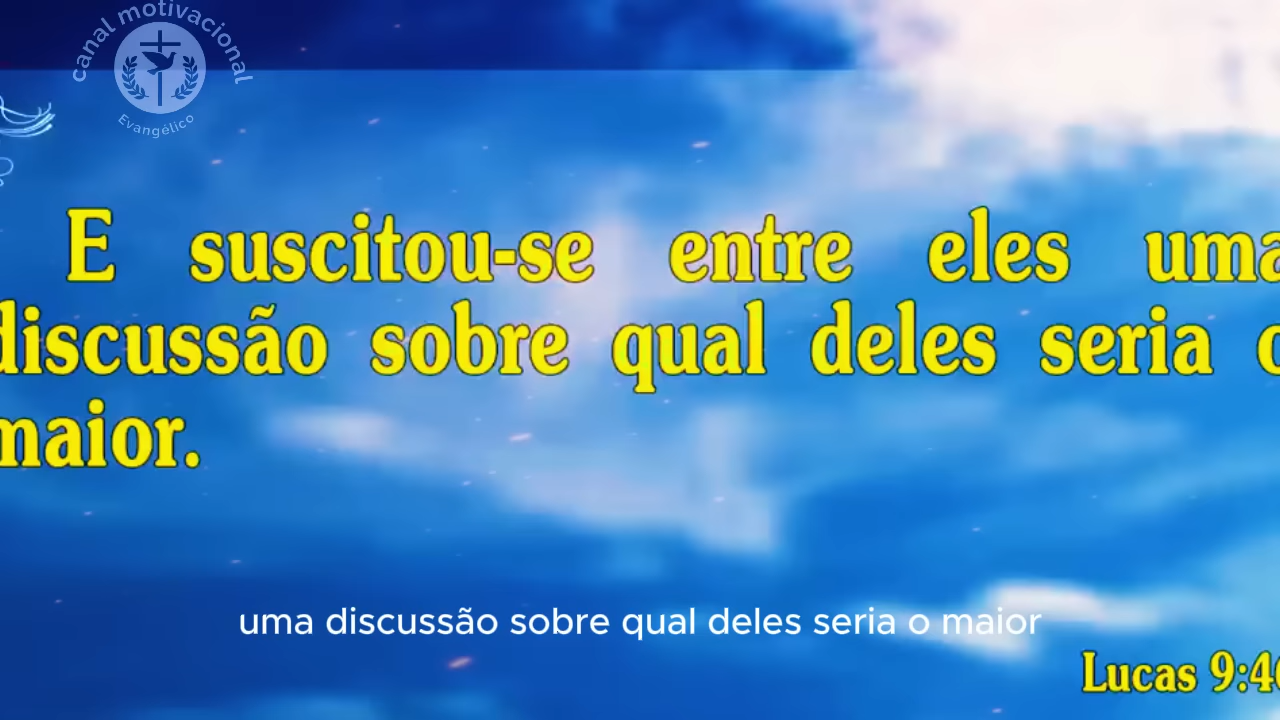 canal motivacional
Evangélico
E suscitou-se entre eles uma
discussão sobre qual deles seria o
maior.
uma discussão sobre qual deles seria o maior
Lucas 9:46